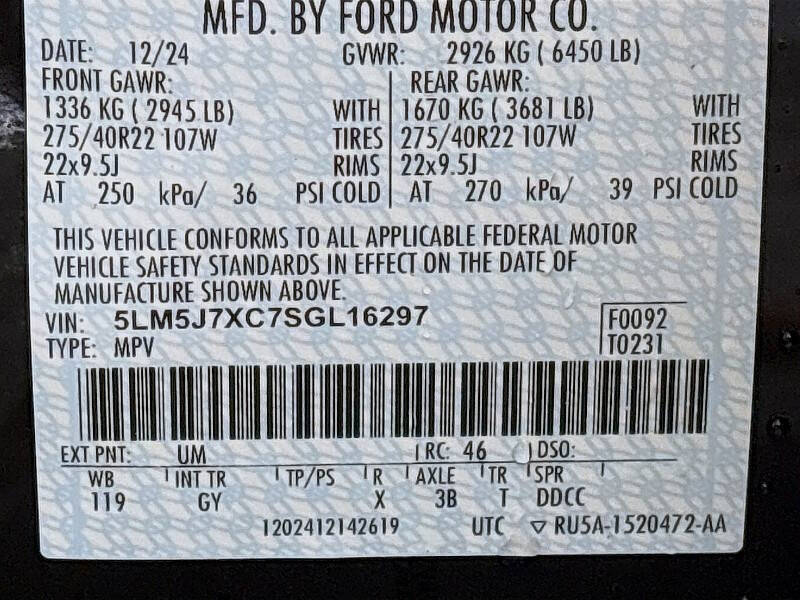 MFD. BY FORD MOTOR CO.
DATE: 12/24 GVWR: 2926 KG ( 6450 LB)
FRONT GAWR: REAR GAWR:
1336 KG ( 2945 LB) WITH 1670 KG ( 3681 LB) WITH
275/40R22 107W TIRES 275/40R22 107W TIRES
22x9.5J RIMS 22x9.5J RIMS
AT 250 kPa/ 36 PSI COLD AT 270 kPa/ 39 PSI COLD
THIS VEHICLE CONFORMS TO ALL APPLICABLE FEDERAL MOTOR
VEHICLE SAFETY STANDARDS IN EFFECT ON THE DATE OF
MANUFACTURE SHOWN ABOVE.
VIN: 5LM5J7XC7SGL16297 F0092
TYPE: MPV T0231
EXT PNT: UM RC: 46 DSO:
WB INT TR TP/PS R AXLE TR SPR
119 GY X 3B T DDCC
1202412142619 UTC ▽ RU5A-1520472-AA